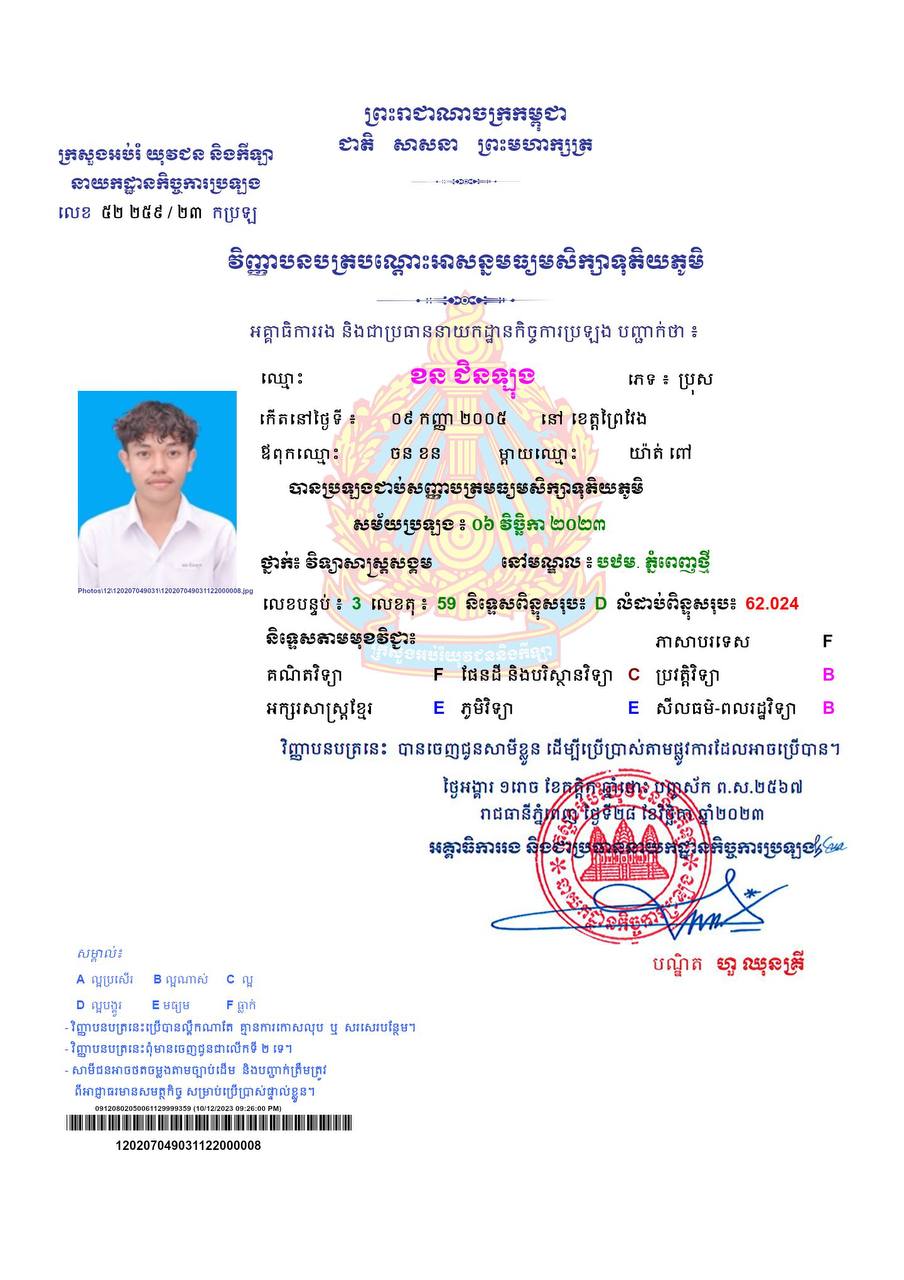 ព្រះរាជាណាចក្រកម្ពុជា
ជាតិ សាសនា ព្រះមហាក្សត្រ
ក្រសួងអប់រំ យុវជន និងកីឡា
នាយកដ្ឋានកិច្ចការប្រឡង
លេខ ៥២ ២៥៩ / ២៣ កប្រឡ
វិញ្ញាបនបត្របណ្តោះអាសន្នមធ្យមសិក្សាទុតិយភូមិ
អគ្គាធិការរង និងជាប្រធាននាយកដ្ឋានកិច្ចការប្រឡង បញ្ជាក់ថា ៖
ឈ្មោះ ខន ជិនឡុង ភេទ ៖ ប្រុស
កើតនៅថ្ងៃទី ៖ ០៩ កញ្ញា ២០០៥ នៅ ខេត្តព្រៃវែង
ឪពុកឈ្មោះ ចន ខន ម្តាយឈ្មោះ យ៉ាត់ ពៅ
បានប្រឡងជាប់សញ្ញាបត្រមធ្យមសិក្សាទុតិយភូមិ
សម័យប្រឡង ៖ ០៦ វិច្ឆិកា ២០២៣
ថ្នាក់៖ វិទ្យាសាស្ត្រសង្គម នៅមណ្ឌល ៖ បឋម. ភ្នំពេញថ្មី
Photos\12\120207049031\120207049031122000008.jpg
លេខបន្ទប់ ៖ 3 លេខតុ ៖ 59 និទ្ទេសពិន្ទុសរុប៖ D លំដាប់ពិន្ទុសរុប៖ 62.024
និទ្ទេសតាមមុខវិជ្ជា៖ ភាសាបរទេស F
គណិតវិទ្យា F ផែនដី និងបរិស្ថានវិទ្យា C ប្រវត្តិវិទ្យា B
អក្សរសាស្ត្រខ្មែរ E ភូមិវិទ្យា E សីលធម៌-ពលរដ្ឋវិទ្យា B
ក្រសួងអប់រំយុវជននិងកីឡា
វិញ្ញាបនបត្រនេះ បានចេញជូនសាមីខ្លួន ដើម្បីប្រើប្រាស់តាមផ្លូវការដែលអាចប្រើបាន។
ថ្ងៃអង្គារ ១រោច ខែកត្តិក ឆ្នាំថោះ បញ្ចស័ក ព.ស.២៥៦៧
រាជធានីភ្នំពេញ ថ្ងៃទី២៨ ខែវិច្ឆិកា ឆ្នាំ២០២៣
អគ្គាធិការរង និងជាប្រធាននាយកដ្ឋានកិច្ចការប្រឡង
បណ្ឌិត ហួ ឈុនគ្រី
សម្គាល់៖
A ល្អប្រសើរ B ល្អណាស់ C ល្អ
D ល្អបង្គួរ E មធ្យម F ធ្លាក់
- វិញ្ញាបនបត្រនេះប្រើបានល្គឹកណាតែ គ្មានការកោសលុប ឬ សរសេរបន្ថែម។
- វិញ្ញាបនបត្រនេះពុំមានចេញជូនជាលើកទី ២ ទេ។
- សាមីជនអាចថតចម្លងតាមច្បាប់ដើម និងបញ្ជាក់ត្រឹមត្រូវ
ពីអាជ្ញាធរមានសមត្ថកិច្ច សម្រាប់ប្រើប្រាស់ផ្ទាល់ខ្លួន។
09120802050061129999359 (10/12/2023 09:26:00 PM)
120207049031122000008